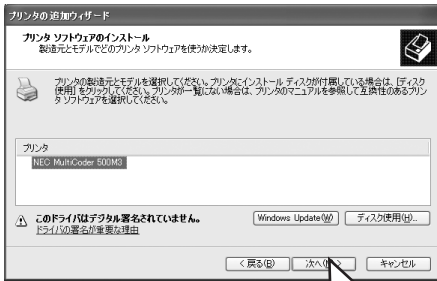 プリンタの追加ウィザード
プリンタ ソフトウェアのインストール
製造元とモデルでどのプリンタ ソフトウェアを使うか決定します。
プリンタの製造元とモデルを選択してください。プリンタにインストール ディスクが付属している場合は、[ディスク
使用] をクリックしてください。プリンタが一覧にない場合は、プリンタのマニュアルを参照して互換性のあるプリン
タ ソフトウェアを選択してください。
プリンタ
NEC MultiCoder 500M3
このドライバはデジタル署名されていません。
ドライバの署名が重要な理由
Windows Update(W)
ディスク使用(H)...
< 戻る(B)
次へ(N) >
キャンセル